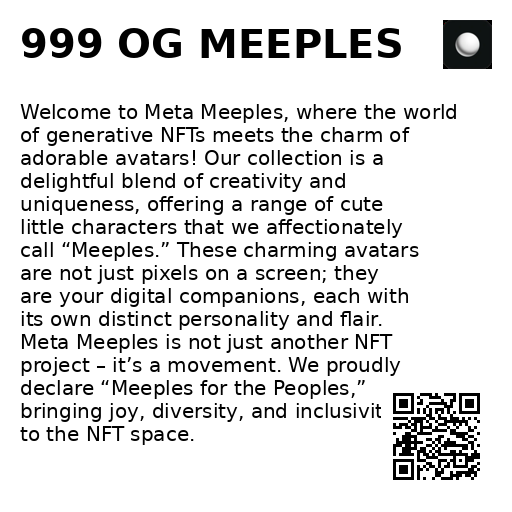 999 OG MEEPLES
Welcome to Meta Meeples, where the world
of generative NFTs meets the charm of
adorable avatars! Our collection is a
delightful blend of creativity and
uniqueness, offering a range of cute
little characters that we affectionately
call “Meeples.” These charming avatars
are not just pixels on a screen; they
are your digital companions, each with
its own distinct personality and flair.
Meta Meeples is not just another NFT
project – it’s a movement. We proudly
declare “Meeples for the Peoples,”
bringing joy, diversity, and inclusivit
to the NFT space.